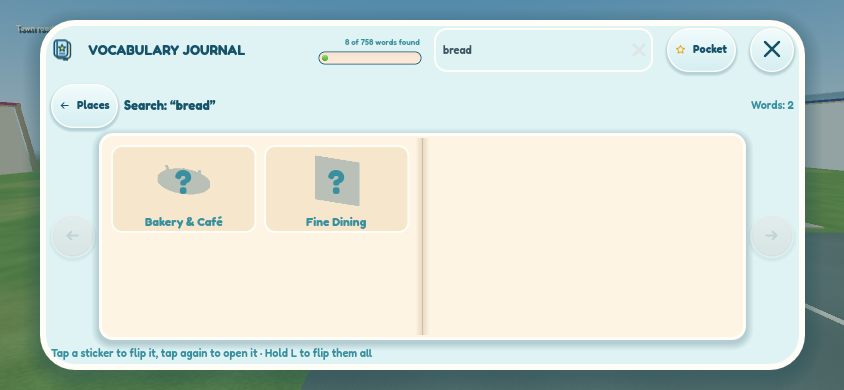 8 of 758 words found
VOCABULARY JOURNAL
bread
Pocket
← Places
Search: “bread”
Words: 2
?
?
Bakery & Café
Fine Dining
Tap a sticker to flip it, tap again to open it · Hold L to flip them all